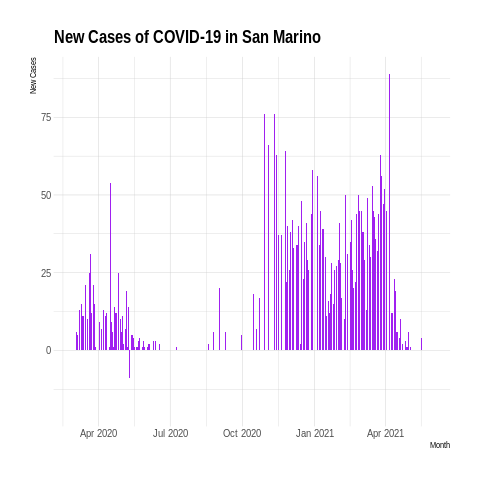 New Cases of COVID-19 in San Marino
New Cases
75
50
25
0
Apr 2020 Jul 2020 Oct 2020 Jan 2021 Apr 2021
Month